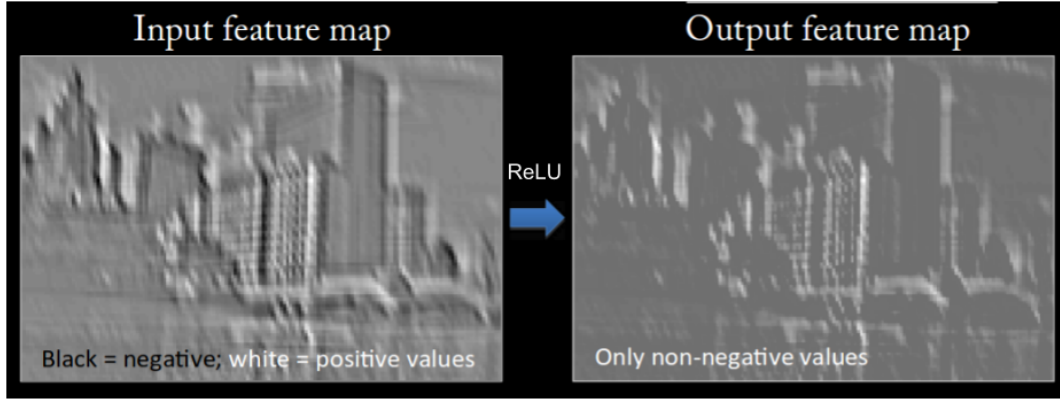 Input feature map
Output feature map
ReLU
Black = negative; white = positive values
Only non-negative values